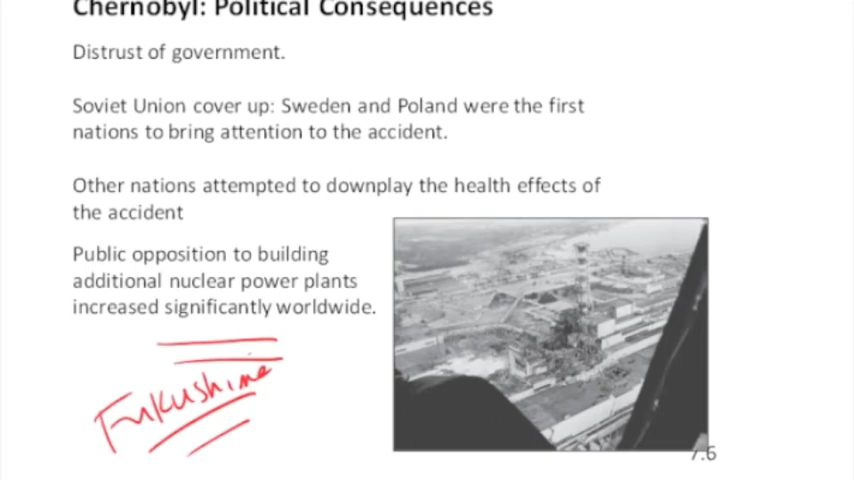 Chernobyl: Political Consequences
Distrust of government.
Soviet Union cover up: Sweden and Poland were the first
nations to bring attention to the accident.
Other nations attempted to downplay the health effects of
the accident
Public opposition to building
additional nuclear power plants
increased significantly worldwide.
Fukushima
7.6